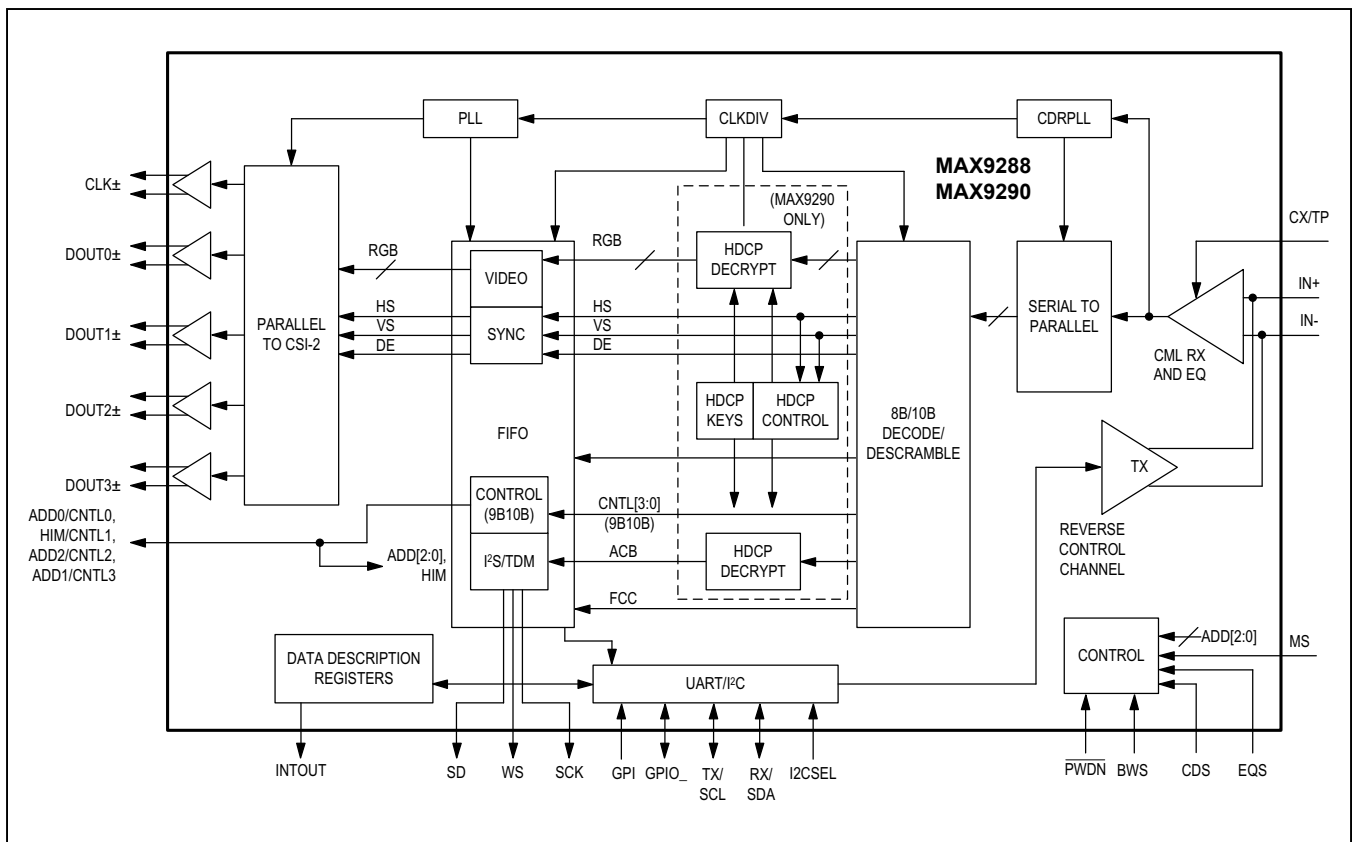 PLL
CLKDIV
CDRPLL
MAX9288
MAX9290
(MAX9290
ONLY)
CLK±
DOUT0±
DOUT1±
DOUT2±
DOUT3±
PARALLEL
TO CSI-2
RGB
HS
VS
DE
VIDEO
SYNC
FIFO
CONTROL
(9B10B)
I²S/TDM
RGB
HS
VS
DE
HDCP
DECRYPT
HDCP
KEYS
HDCP
CONTROL
CNTL[3:0]
(9B10B)
ACB
HDCP
DECRYPT
FCC
8B/10B
DECODE/
DESCRAMBLE
SERIAL TO
PARALLEL
CML RX
AND EQ
CX/TP
IN+
IN-
TX
REVERSE
CONTROL
CHANNEL
ADD0/CNTL0,
HIM/CNTL1,
ADD2/CNTL2,
ADD1/CNTL3
ADD[2:0],
HIM
DATA DESCRIPTION
REGISTERS
UART/I²C
CONTROL
ADD[2:0]
MS
INTOUT
SD
WS
SCK
GPI
GPIO_
TX/
SCL
RX/
SDA
I2CSEL
PWDN
BWS
CDS
EQS